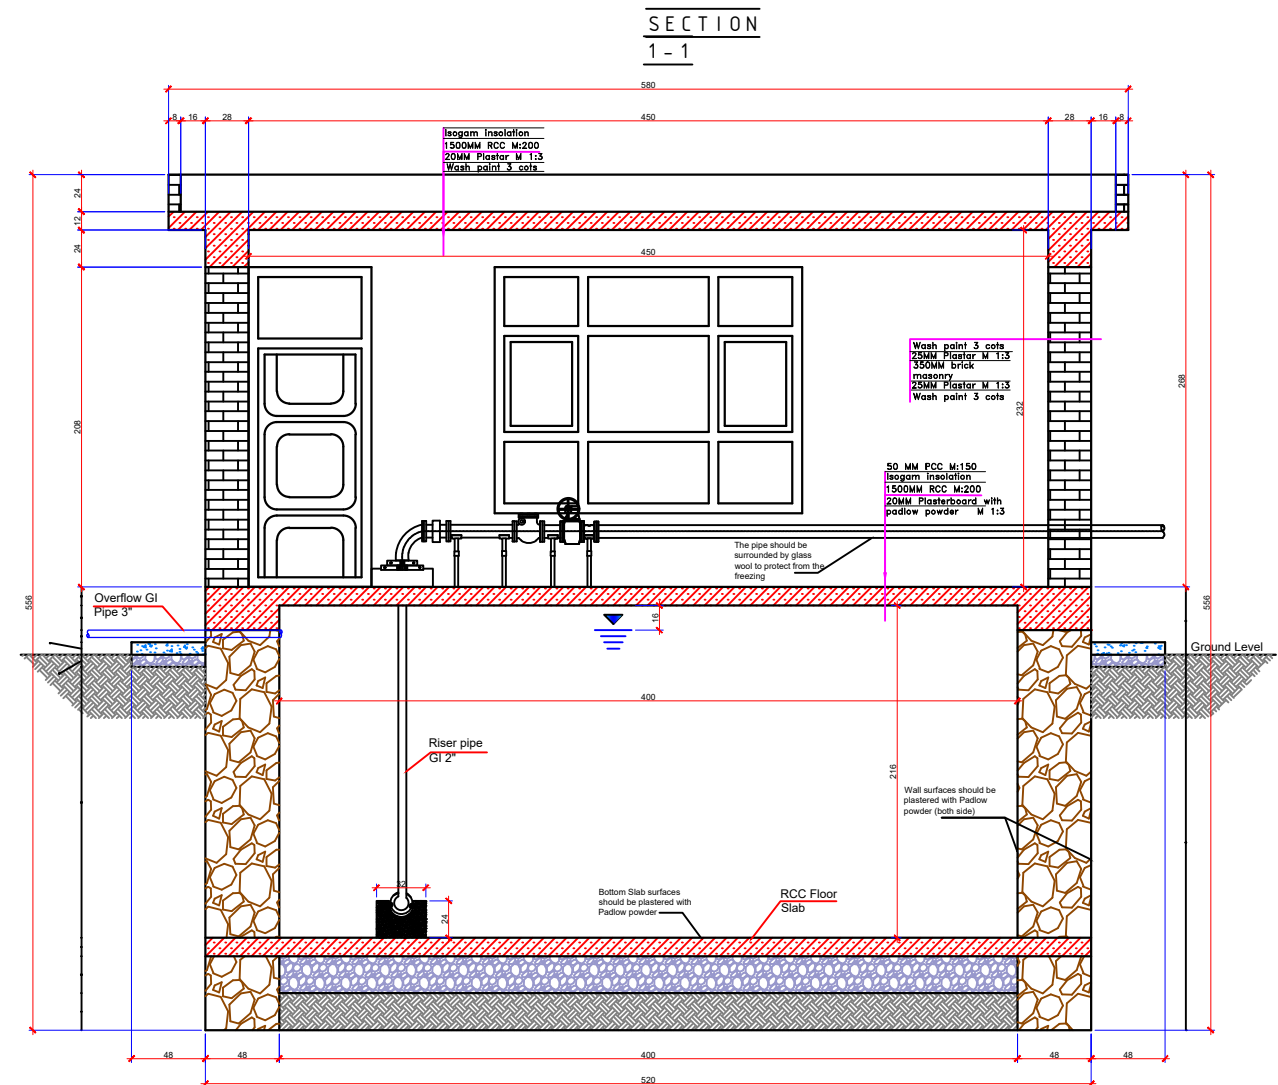 SECTION
1-1
580
8
16
28
450
28
16
8
Isogam insolation
1500MM RCC M:200
20MM Plastar M 1:3
Wash paint 3 cots
24
12
24
450
208
268
232
556
556
Wash paint 3 cots
25MM Plastar M 1:3
350MM brick
masonry
25MM Plastar M 1:3
Wash paint 3 cots
50 MM PCC M:150
Isogam insolation
1500MM RCC M:200
20MM Plasterboard with
padlow powder M 1:3
The pipe should be
surrounded by glass
wool to protect from the
freezing
Overflow GI
Pipe 3"
16
Ground Level
400
Riser pipe
GI 2"
216
Wall surfaces should be
plastered with Padlow
powder (both side)
24
Bottom Slab surfaces
should be plastered with
Padlow powder
RCC Floor
Slab
48
48
400
48
48
520